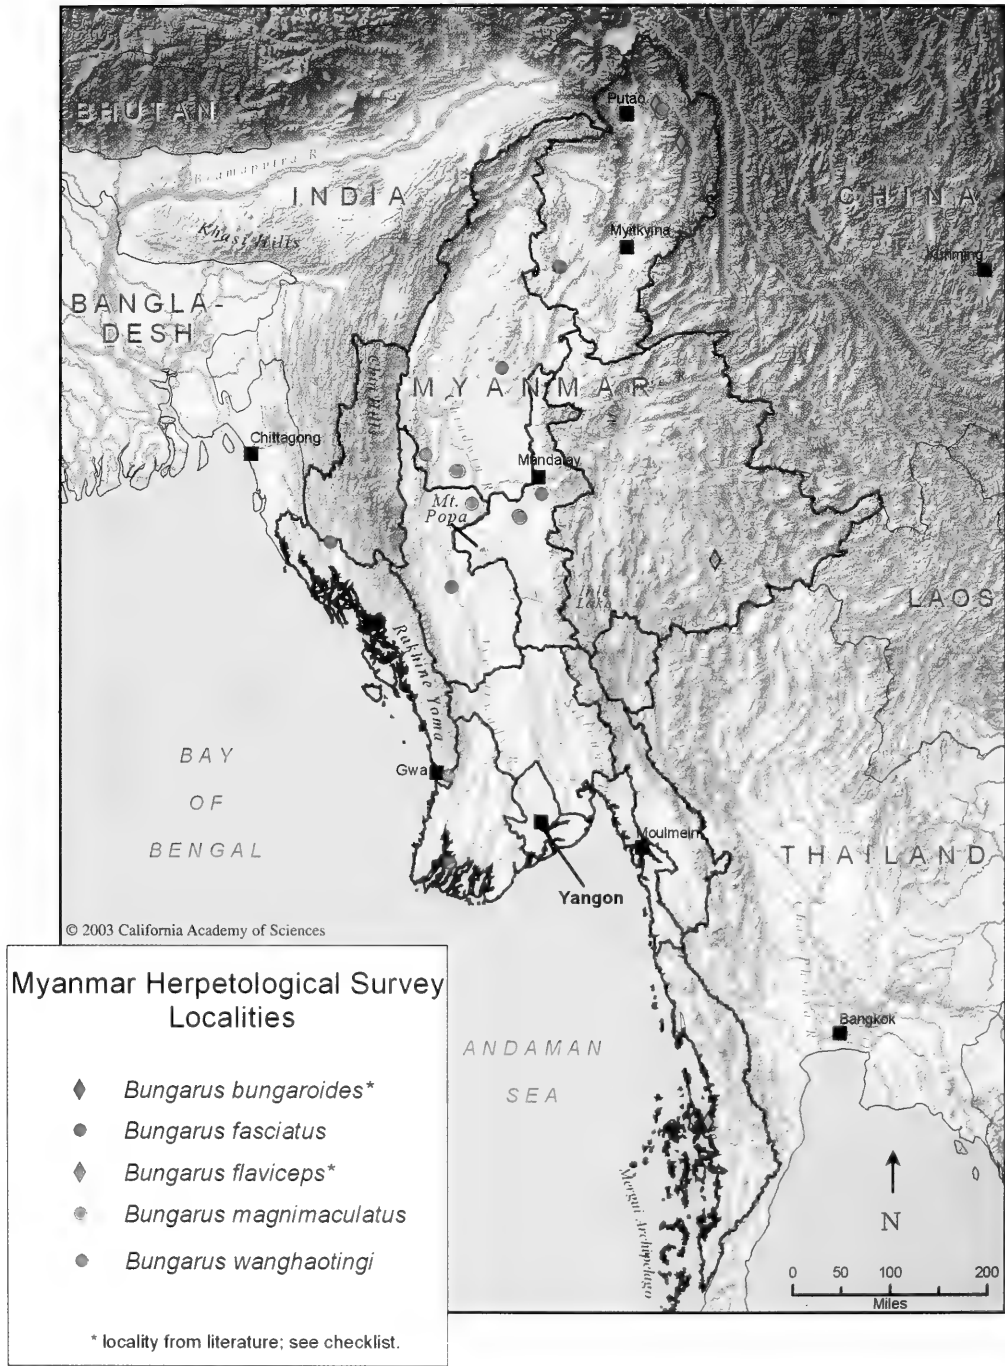 Putao
BHUTAN
INDIA
CHINA
Khasi Hills
Myitkyina
Kunming
BANGLA-
DESH
Chin Hills
MYANMAR
Chittagong
Mandalay
Mt.
Popa
Inle
Lake
LAOS
Rakhine Yoma
BAY
OF
BENGAL
Gwa
Moulmein
THAILAND
Yangon
© 2003 California Academy of Sciences
Myanmar Herpetological Survey
Localities
Bungarus bungaroides*
Bungarus fasciatus
Bungarus flaviceps*
Bungarus magnimaculatus
Bungarus wanghaotingi
* locality from literature; see checklist.
ANDAMAN
SEA
Bangkok
Mergui Archipelago
N
0 50 100 200
Miles